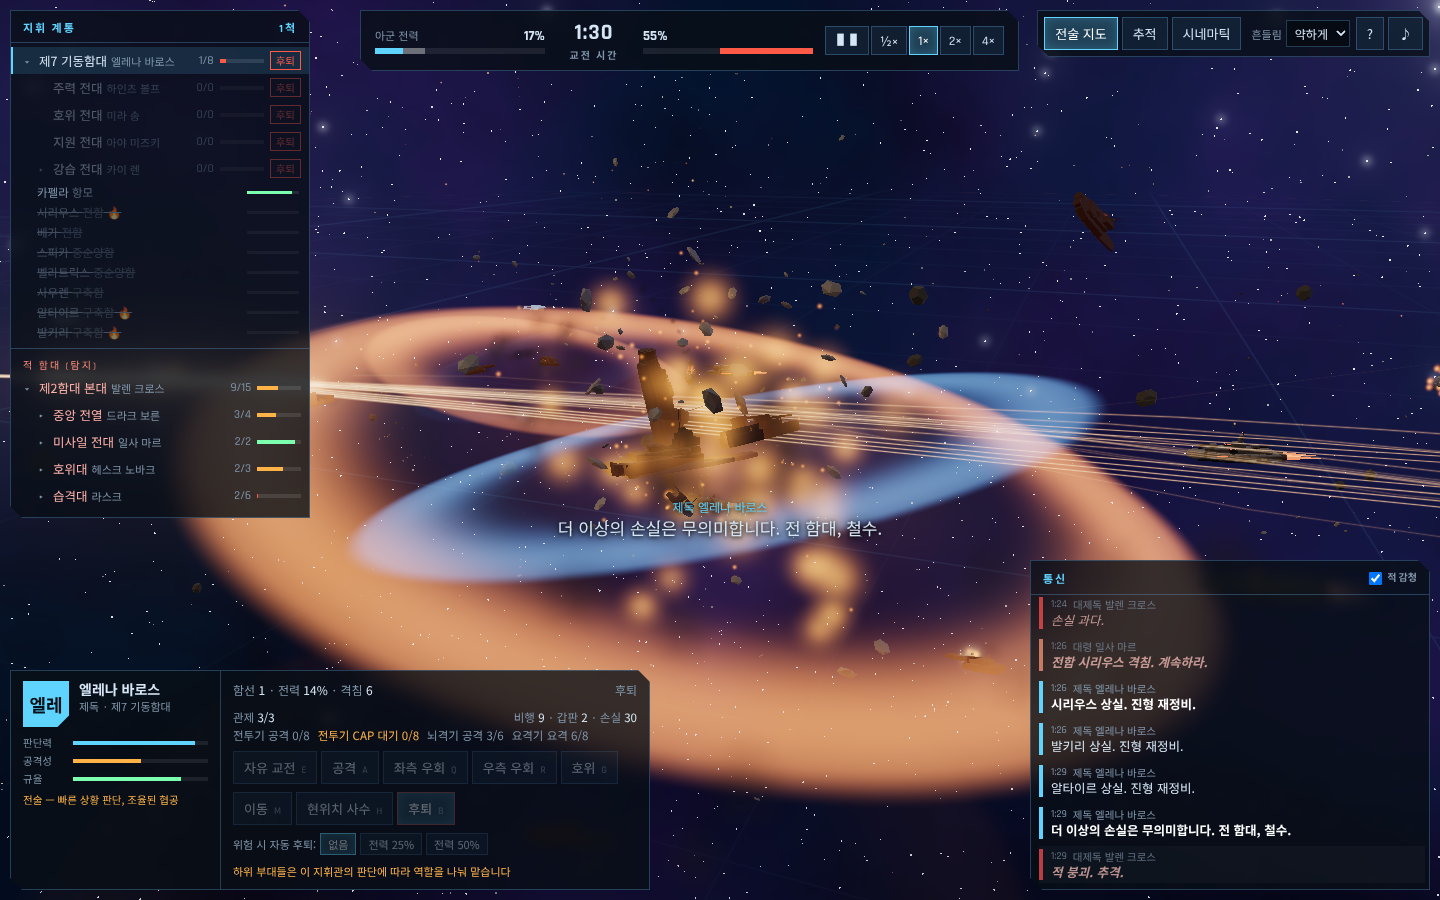 지휘 계통 1척
제7 기동함대 엘레나 바로스 1/8 후퇴
주력 전대 하인츠 볼프 0/0 후퇴
호위 전대 미라 송 0/0 후퇴
지원 전대 아야 미즈키 0/0 후퇴
강습 전대 카이 렌 0/0 후퇴
카펠라 항모
시리우스 전함
베가 전함
스피카 중순양함
벨라트릭스 중순양함
사우렌 구축함
알타이르 구축함
발키리 구축함
적 함대 (탐지)
제2함대 본대 발렌 크로스 9/15
중앙 전열 드라크 보른 3/4
미사일 전대 일사 마르 2/2
호위대 헤스크 노바크 2/3
습격대 라스크 2/6
아군 전력 17% 1:30 55%
교전 시간
½× 1× 2× 4×
전술 지도 추적 시네마틱 흔들림 약하게 ? ♪
제독 엘레나 바로스
더 이상의 손실은 무의미합니다. 전 함대, 철수.
통신 적 감청
1:24 대제독 발렌 크로스
손실 과다.
1:26 대령 일사 마르
전함 시리우스 격침. 계속하라.
1:26 제독 엘레나 바로스
시리우스 상실. 진형 재정비.
1:26 제독 엘레나 바로스
발키리 상실. 진형 재정비.
1:29 제독 엘레나 바로스
알타이르 상실. 진형 재정비.
1:29 제독 엘레나 바로스
더 이상의 손실은 무의미합니다. 전 함대, 철수.
1:29 대제독 발렌 크로스
적 붕괴. 추격.
엘레 엘레나 바로스
제독 · 제7 기동함대
판단력
공격성
규율
전술 — 빠른 상황 판단, 조율된 협공
함선 1 · 전력 14% · 격침 6 후퇴
관제 3/3 비행 9 · 갑판 2 · 손실 30
전투기 공격 0/8 전투기 CAP 대기 0/8 뇌격기 공격 3/6 요격기 요격 6/8
자유 교전 E 공격 A 좌측 우회 Q 우측 우회 R 호위 G
이동 M 현위치 사수 H 후퇴 B
위험 시 자동 후퇴: 없음 전력 25% 전력 50%
하위 부대들은 이 지휘관의 판단에 따라 역할을 나눠 맡습니다